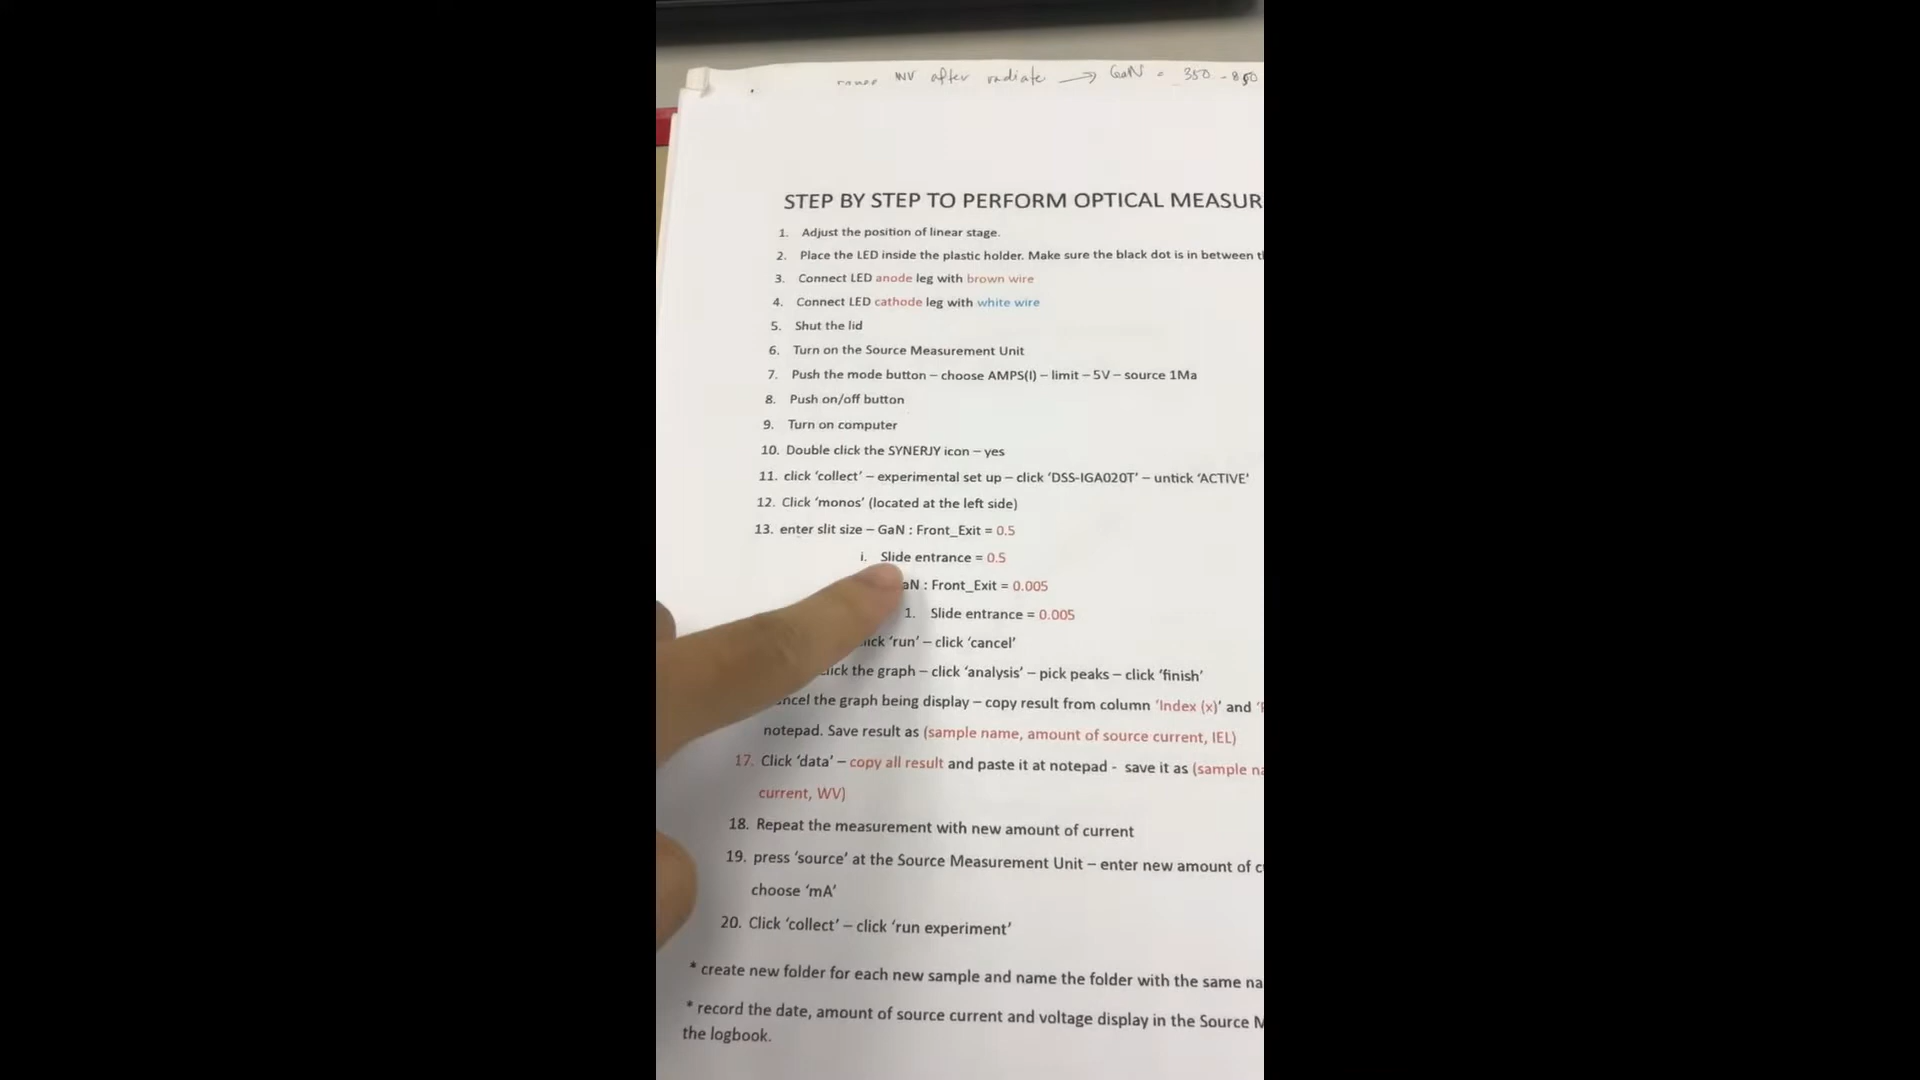 WV after radiate → GaN = 350 - 850
STEP BY STEP TO PERFORM OPTICAL MEASUR
1. Adjust the position of linear stage.
2. Place the LED inside the plastic holder. Make sure the black dot is in between t
3. Connect LED anode leg with brown wire
4. Connect LED cathode leg with white wire
5. Shut the lid
6. Turn on the Source Measurement Unit
7. Push the mode button – choose AMPS(I) – limit – 5V – source 1Ma
8. Push on/off button
9. Turn on computer
10. Double click the SYNERJY icon – yes
11. click ‘collect’ – experimental set up – click ‘DSS-IGA020T’ – untick ‘ACTIVE’
12. Click ‘monos’ (located at the left side)
13. enter slit size – GaN : Front_Exit = 0.5
i. Slide entrance = 0.5
aN : Front_Exit = 0.005
1. Slide entrance = 0.005
ick ‘run’ – click ‘cancel’
lick the graph – click ‘analysis’ – pick peaks – click ‘finish’
ncel the graph being display – copy result from column ‘Index (x)’ and
notepad. Save result as (sample name, amount of source current, IEL)
17. Click ‘data’ – copy all result and paste it at notepad - save it as (sample na
current, WV)
18. Repeat the measurement with new amount of current
19. press ‘source’ at the Source Measurement Unit – enter new amount of c
choose ‘mA’
20. Click ‘collect’ – click ‘run experiment’
* create new folder for each new sample and name the folder with the same na
* record the date, amount of source current and voltage display in the Source M
the logbook.